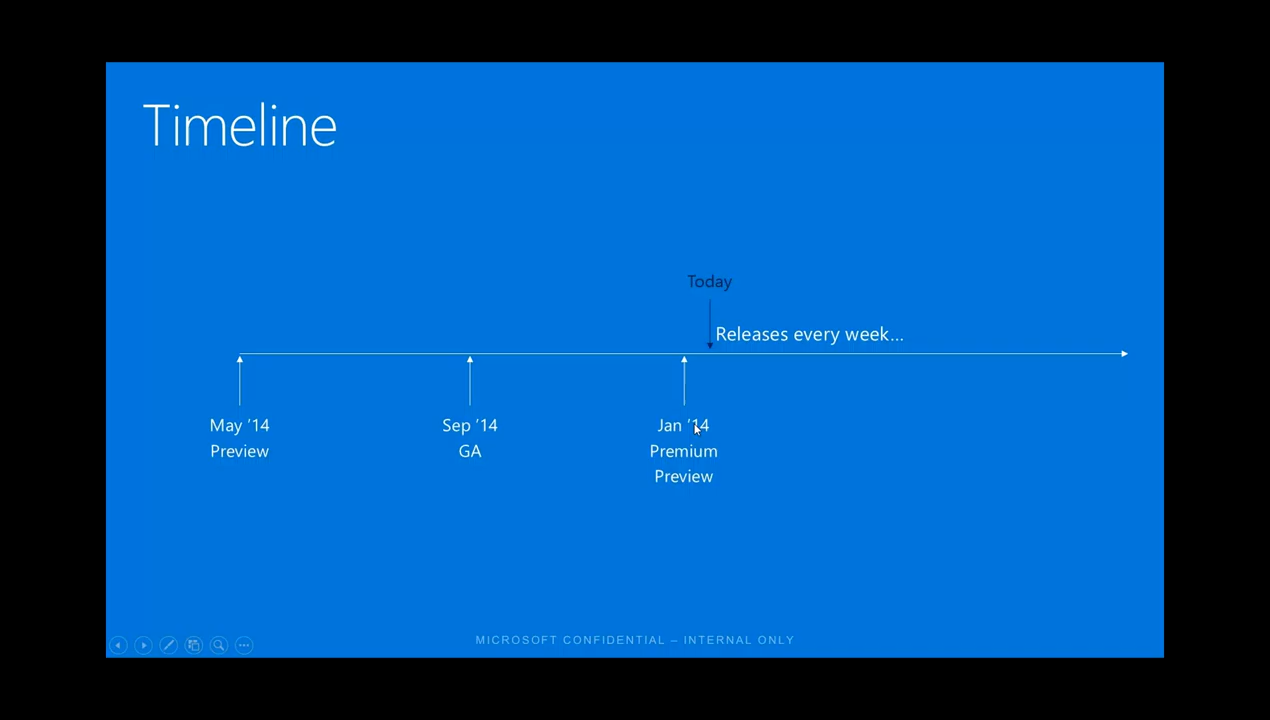 Timeline
Today
Releases every week...
May '14
Preview
Sep '14
GA
Jan '14
Premium
Preview
MICROSOFT CONFIDENTIAL – INTERNAL ONLY